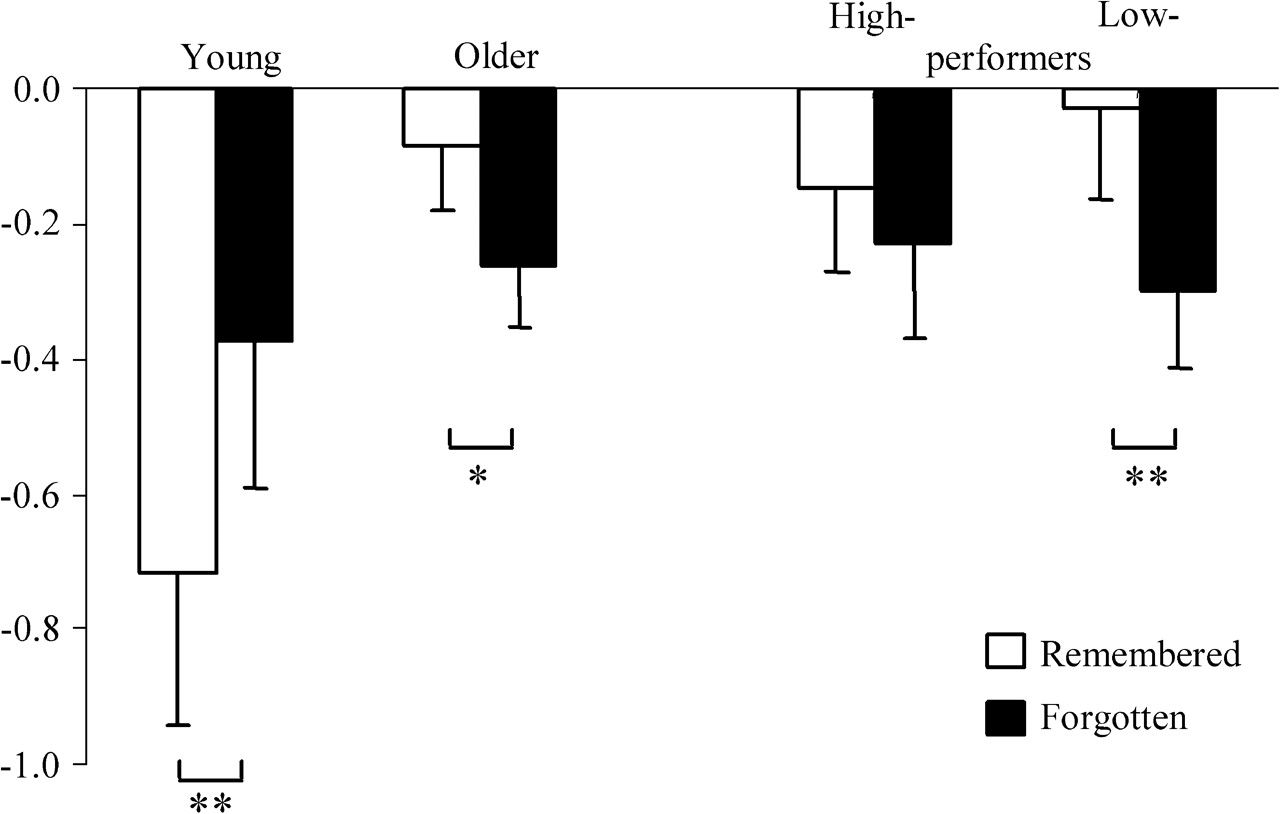 High- Low-
Young Older performers
0.0
-0.2
-0.4
*
**
-0.6
-0.8
Remembered
Forgotten
-1.0
**